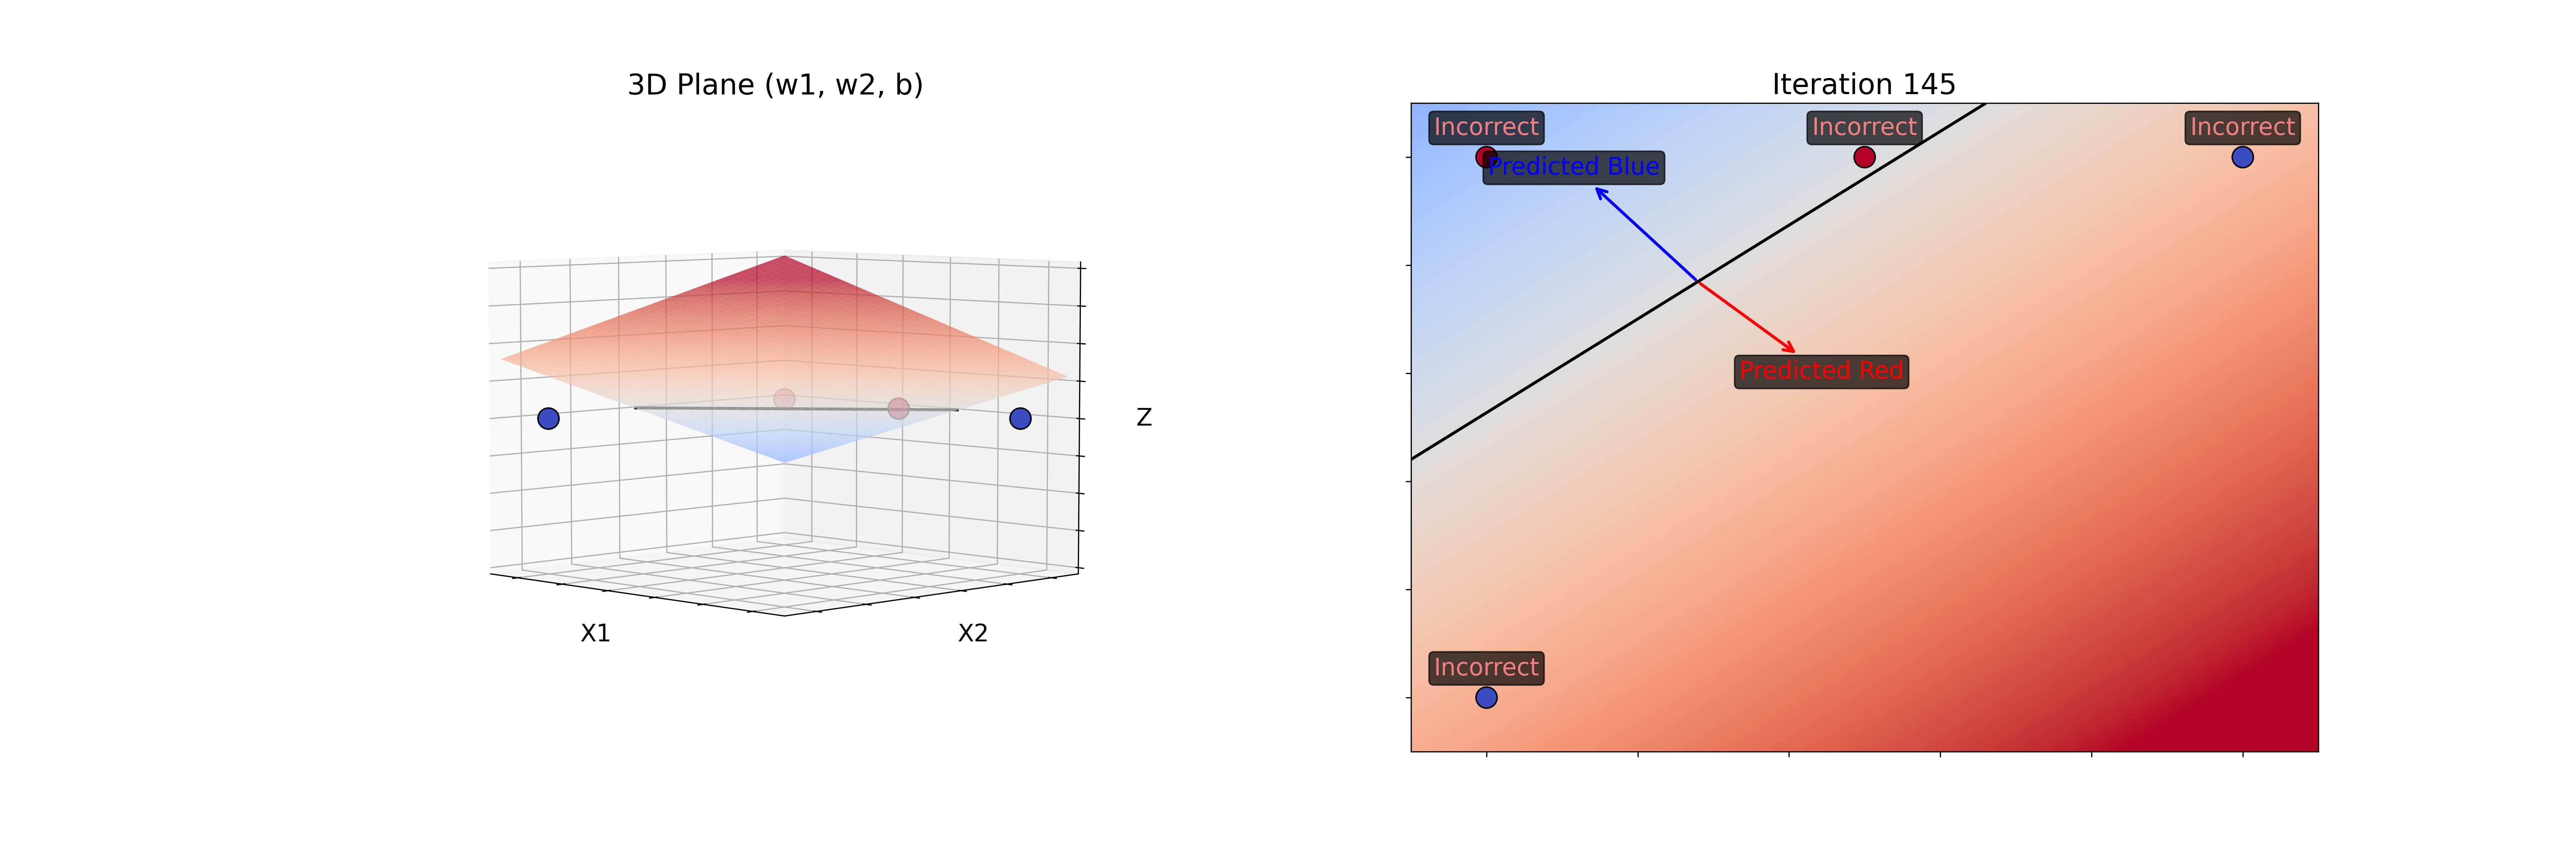 3D Plane (w1, w2, b)
Z
X1
X2
Iteration 145
Incorrect
Incorrect
Incorrect
Predicted Blue
Predicted Red
Incorrect